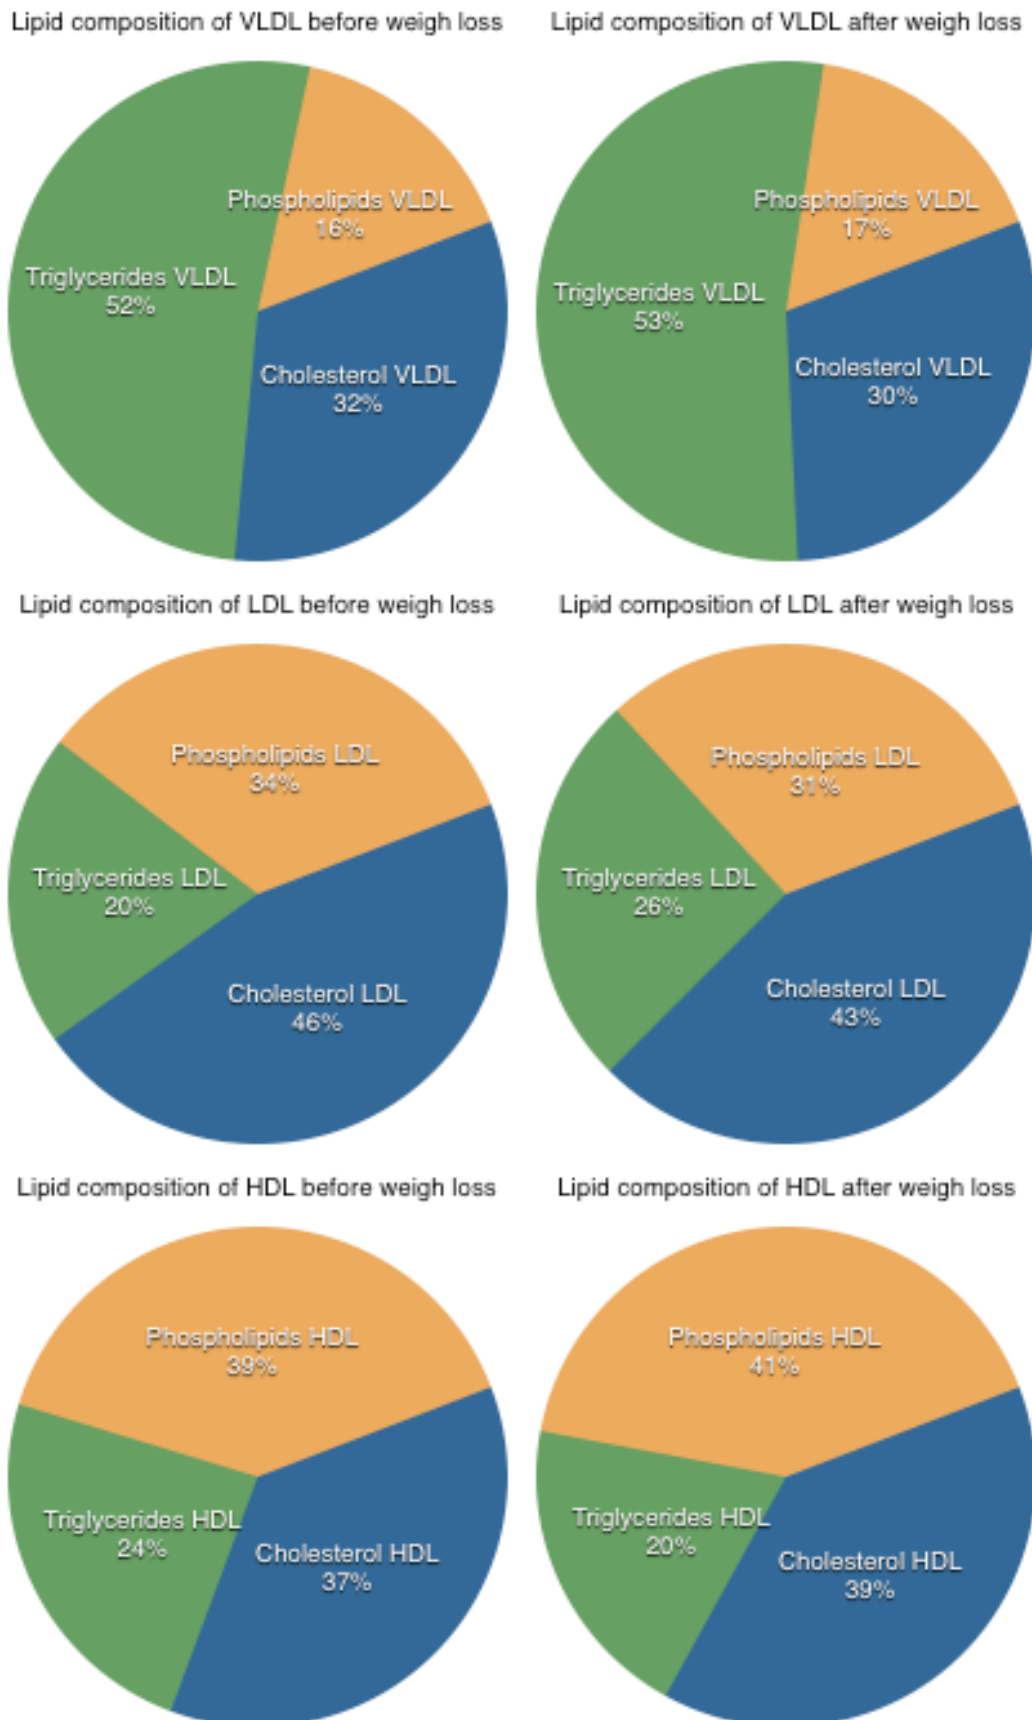 Lipid composition of VLDL before weigh loss
Lipid composition of VLDL after weigh loss
Phospholipids VLDL
16%
Triglycerides VLDL
52%
Cholesterol VLDL
32%
Phospholipids VLDL
17%
Triglycerides VLDL
53%
Cholesterol VLDL
30%
Lipid composition of LDL before weigh loss
Lipid composition of LDL after weigh loss
Phospholipids LDL
34%
Triglycerides LDL
20%
Cholesterol LDL
46%
Phospholipids LDL
31%
Triglycerides LDL
26%
Cholesterol LDL
43%
Lipid composition of HDL before weigh loss
Lipid composition of HDL after weigh loss
Phospholipids HDL
39%
Triglycerides HDL
24%
Cholesterol HDL
37%
Phospholipids HDL
41%
Triglycerides HDL
20%
Cholesterol HDL
39%